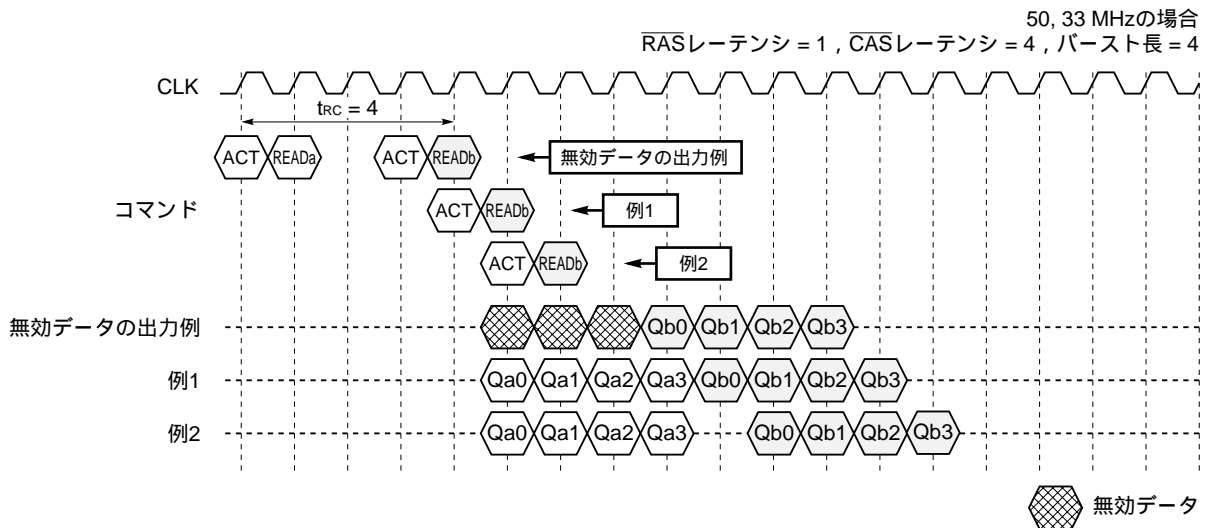 50, 33 MHzの場合
RASレーテンシ = 1 , CASレーテンシ = 4 , バースト長 = 4
CLK
tRC = 4
ACT READa ACT READb 無効データの出力例
コマンド ACT READb 例1
ACT READb 例2
無効データの出力例 Qb0 Qb1 Qb2 Qb3
例1 Qa0 Qa1 Qa2 Qa3 Qb0 Qb1 Qb2 Qb3
例2 Qa0 Qa1 Qa2 Qa3 Qb0 Qb1 Qb2 Qb3
無効データ